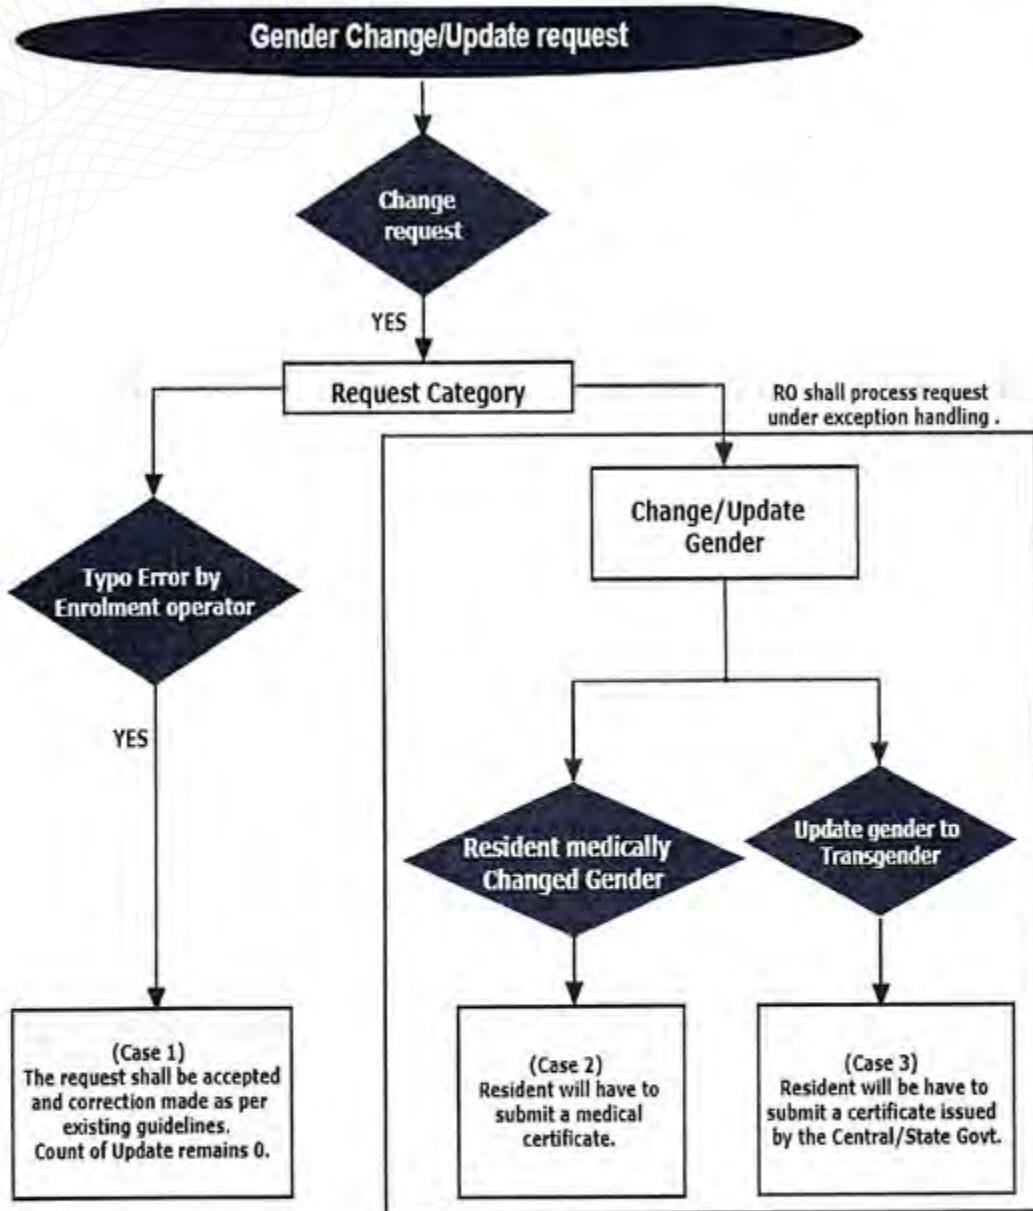 Gender Change/Update request
Change
request
YES
Request Category
RO shall process request
under exception handling .
Change/Update
Gender
Typo Error by
Enrolment operator
YES
Resident medically
Changed Gender
Update gender to
Transgender
(Case 1)
The request shall be accepted
and correction made as per
existing guidelines.
Count of Update remains 0.
(Case 2)
Resident will have to
submit a medical
certificate.
(Case 3)
Resident will be have to
submit a certificate issued
by the Central/State Govt.